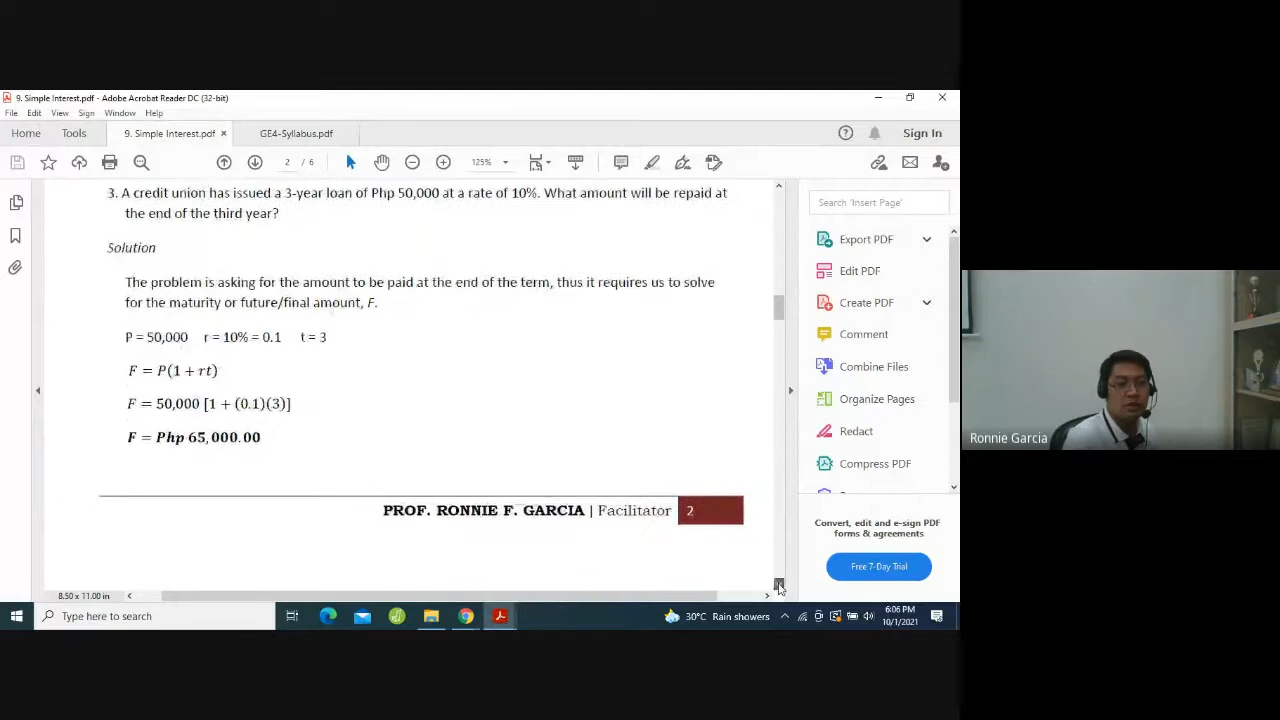 9. Simple Interest.pdf - Adobe Acrobat Reader DC (32-bit)
File Edit View Sign Window Help
Home Tools 9. Simple Interest.pdf × GE4-Syllabus.pdf Sign In
2 / 6 125%
3. A credit union has issued a 3-year loan of Php 50,000 at a rate of 10%. What amount will be repaid at
the end of the third year?
Solution
The problem is asking for the amount to be paid at the end of the term, thus it requires us to solve
for the maturity or future/final amount, F.
P = 50,000 r = 10% = 0.1 t = 3
F = P(1 + rt)
F = 50,000 [1 + (0.1)(3)]
F = Php 65,000.00
PROF. RONNIE F. GARCIA | Facilitator 2
8.50 x 11.00 in
Search 'Insert Page'
Export PDF
Edit PDF
Create PDF
Comment
Combine Files
Organize Pages
Redact
Compress PDF
Convert, edit and e-sign PDF
forms & agreements
Free 7-Day Trial
Type here to search
30°C Rain showers
6:06 PM
10/1/2021
Ronnie Garcia